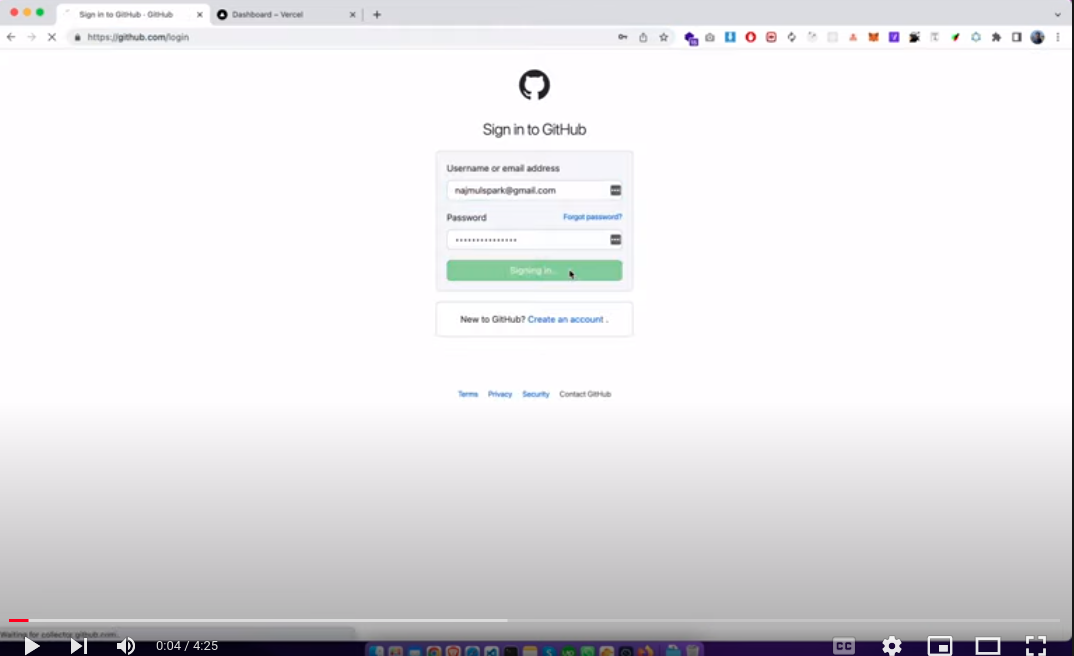 Sign in to GitHub · GitHub
Dashboard – Vercel
https://github.com/login
Sign in to GitHub
Username or email address
najmulspark@gmail.com
Password
Forgot password?
Signing in...
New to GitHub? Create an account .
Terms Privacy Security Contact GitHub
Waiting for collector.github.com...
0:04 / 4:25
CC